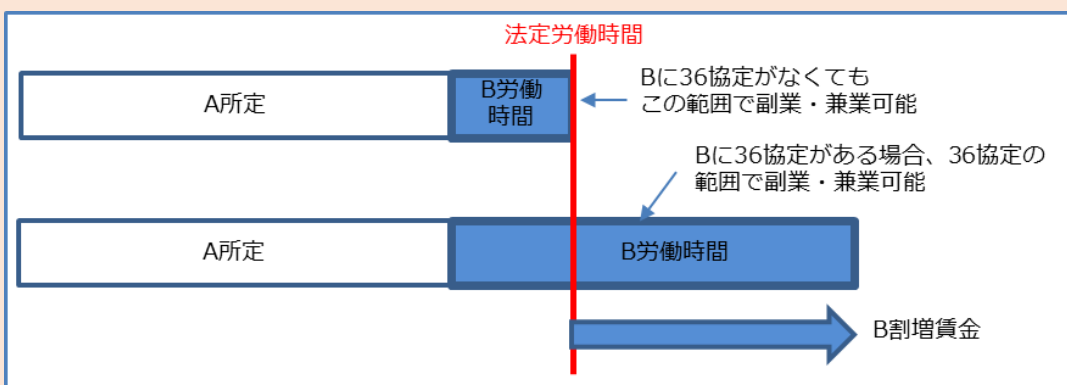 法定労働時間
A所定
B労働
時間
Bに36協定がなくても
この範囲で副業・兼業可能
Bに36協定がある場合、36協定の
範囲で副業・兼業可能
A所定
B労働時間
B割増賃金